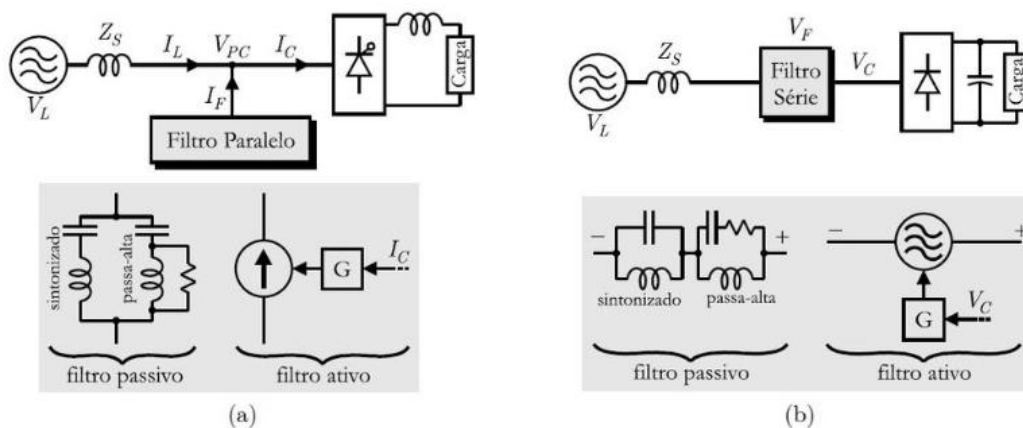 Z_S
I_L
V_PC
I_C
V_L
I_F
Carga
Filtro Paralelo
sintonizado
passa-alta
G
I_C
filtro passivo
filtro ativo
(a)
V_F
Z_S
V_C
V_L
Filtro
Série
Carga
−
+
−
+
sintonizado
passa-alta
V_C
G
filtro passivo
filtro ativo
(b)